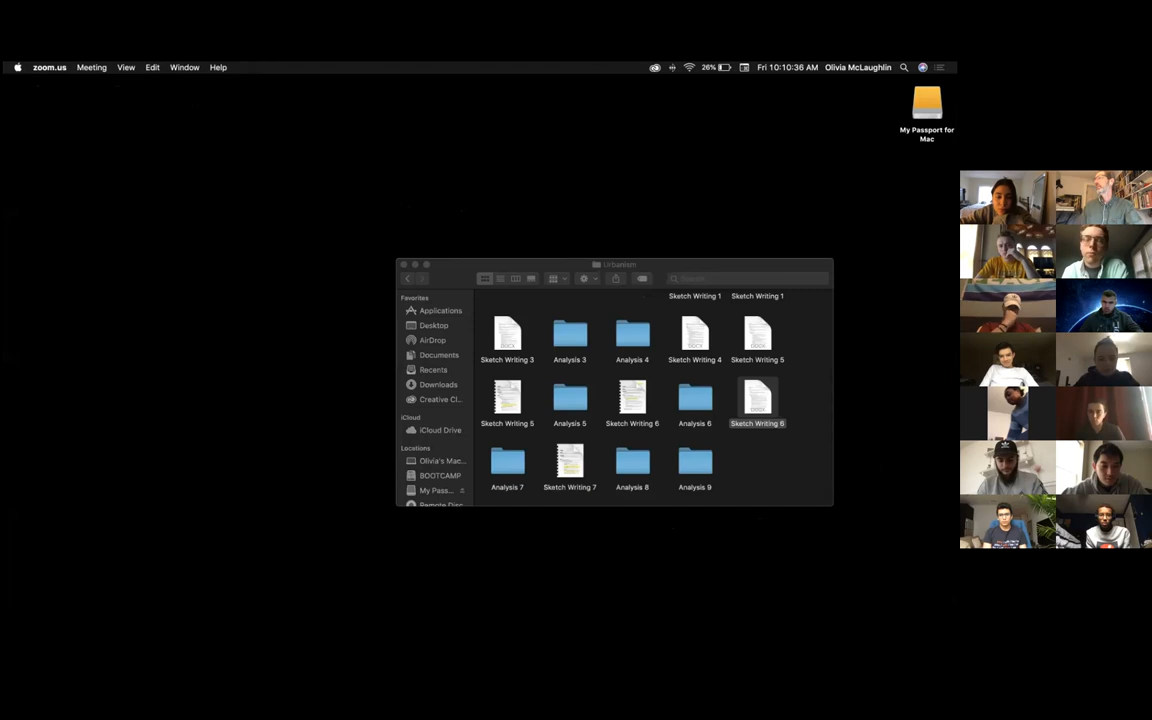 zoom.us Meeting View Edit Window Help 26% Fri 10:10:36 AM Olivia McLaughlin
My Passport for
Mac
Urbanism
Search
Favorites
Applications
Desktop
AirDrop
Documents
Recents
Downloads
Creative Cl...
iCloud
iCloud Drive
Locations
Olivia's Mac...
BOOTCAMP
My Pass...
Remote Disc
Sketch Writing 1 Sketch Writing 1
Sketch Writing 3 Analysis 3 Analysis 4 Sketch Writing 4 Sketch Writing 5
Sketch Writing 5 Analysis 5 Sketch Writing 6 Analysis 6 Sketch Writing 6
Analysis 7 Sketch Writing 7 Analysis 8 Analysis 9